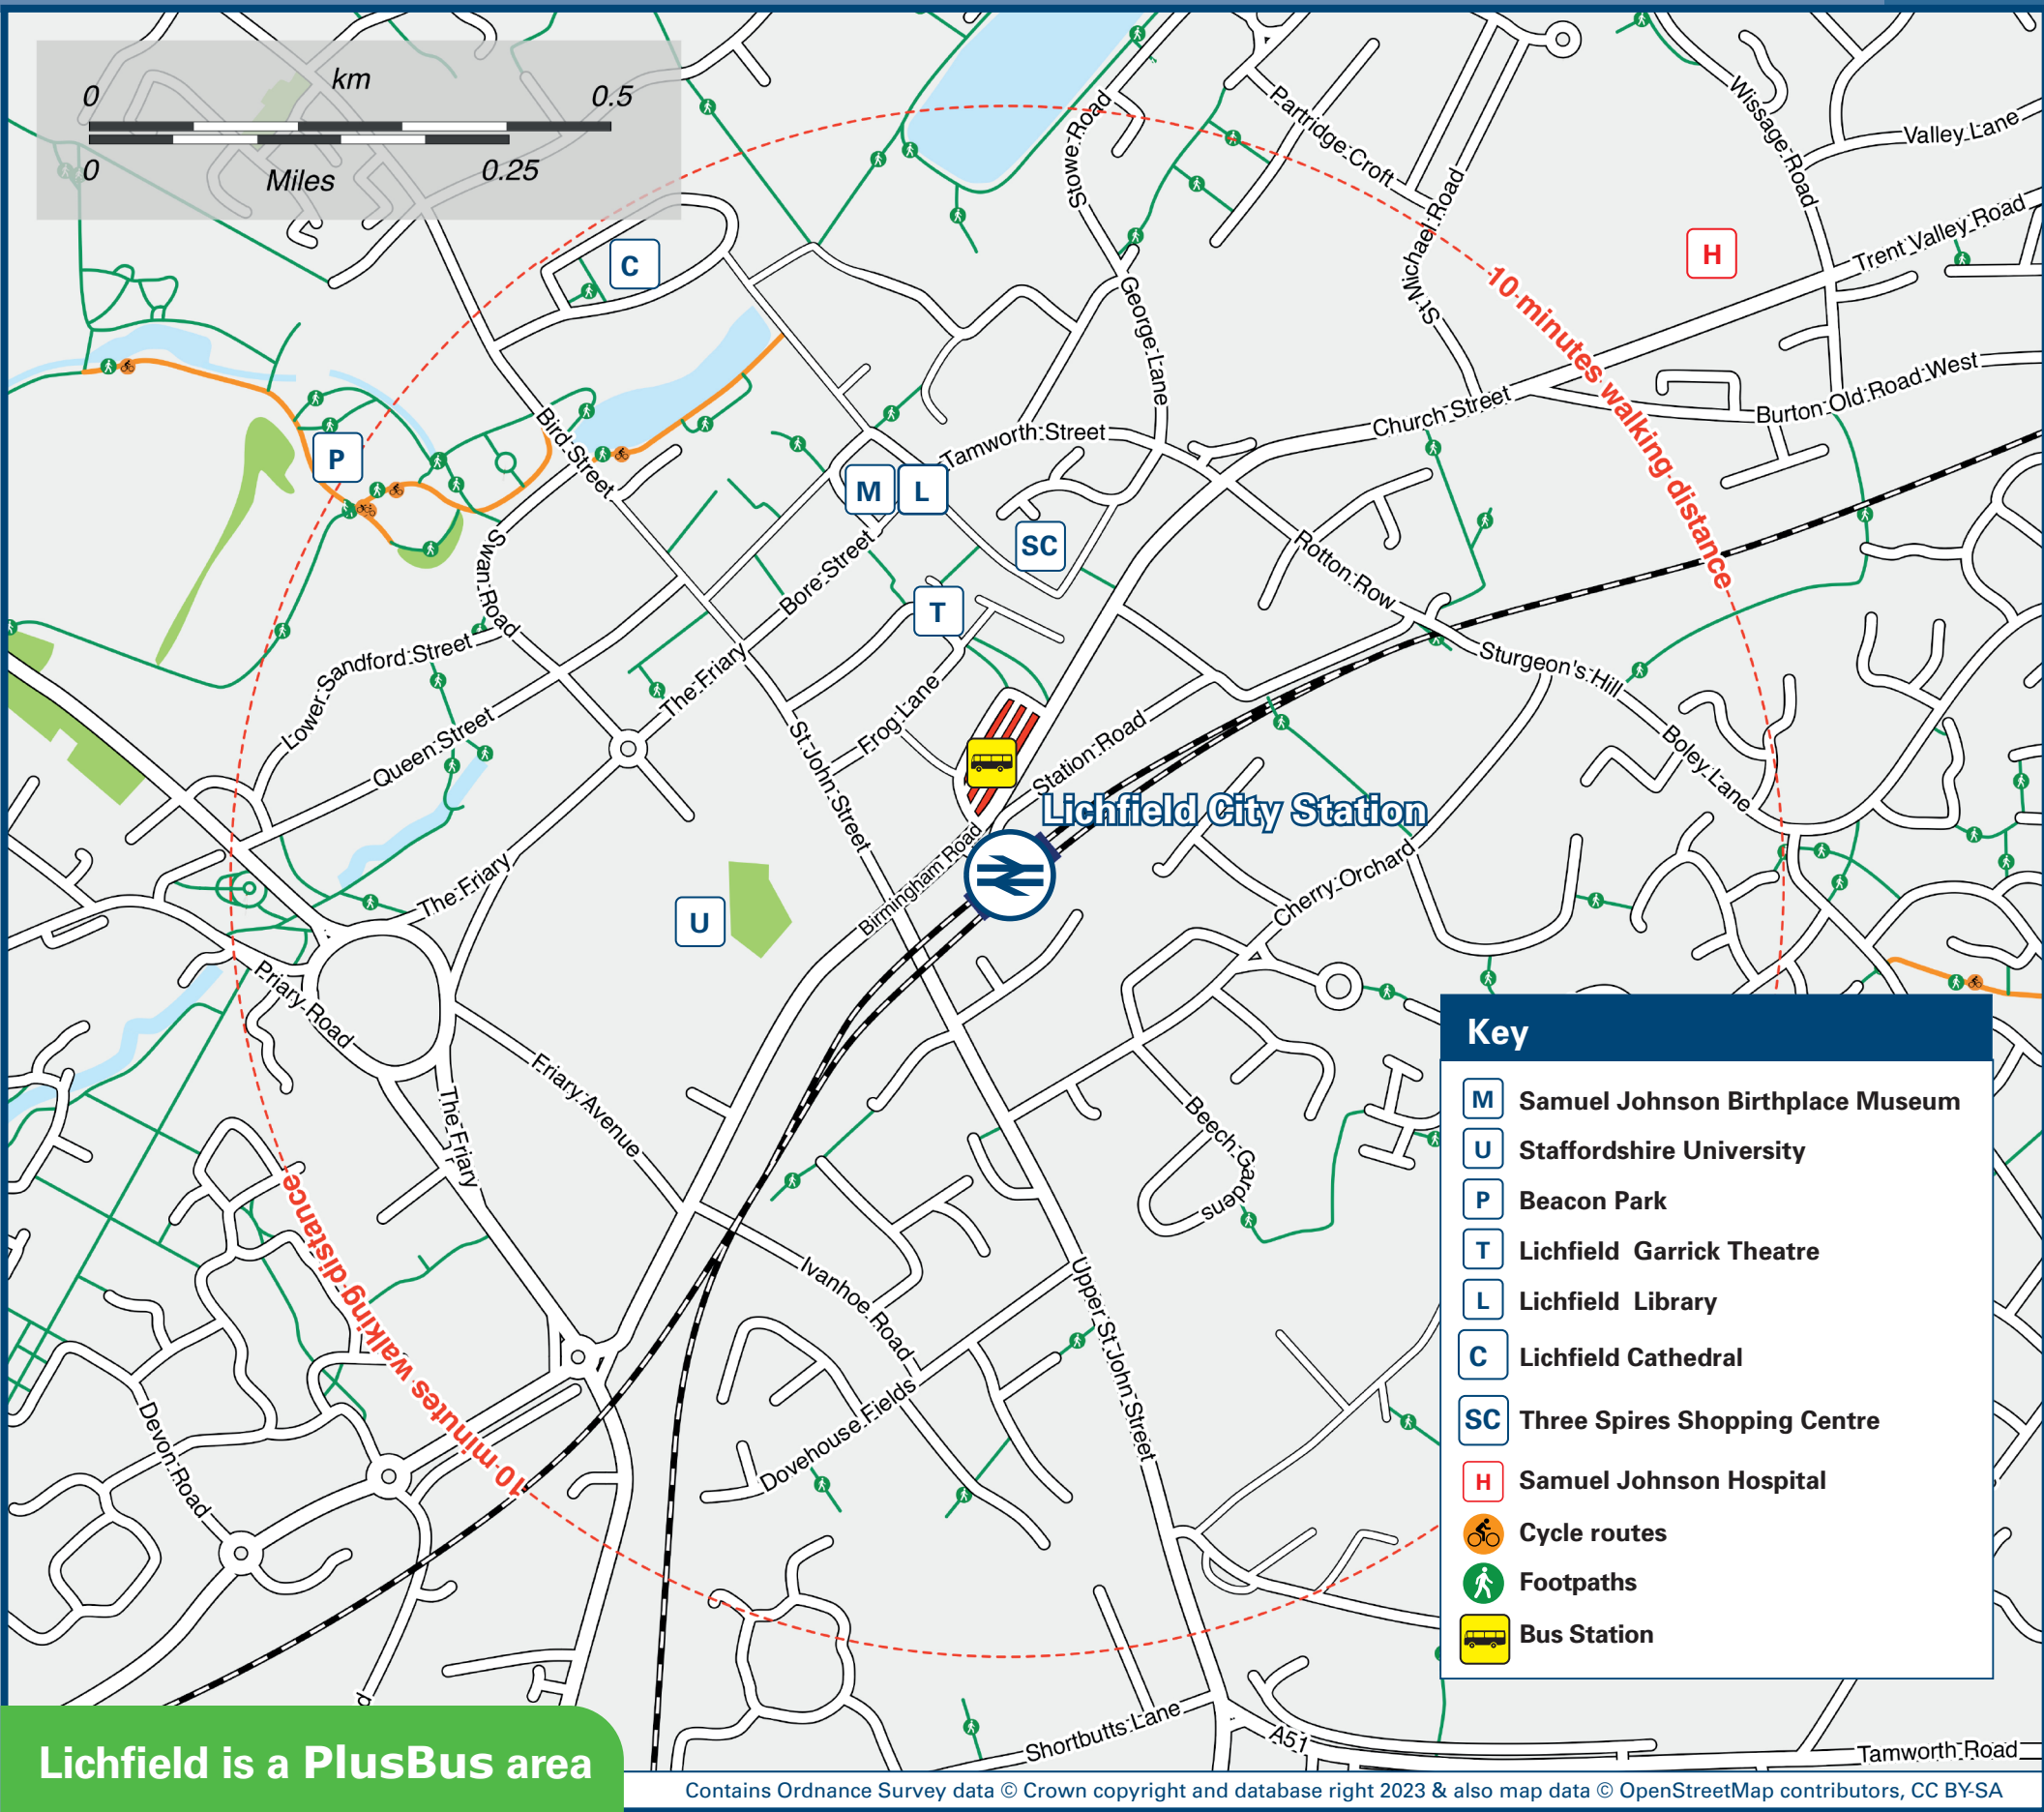 km
0
0.5
0
Miles
0.25
Stowe Road
Partridge Croft
Wissage Road
Valley Lane
St Michael Road
Trent Valley Road
H
C
10 minutes walking distance
George Lane
Bird Street
Burton Old Road West
Church Street
Tamworth Street
P
M
L
SC
Swan Road
Bore Street
Rotton Row
T
Lower Sandford Street
Sturgeon's Hill
The Friary
Frog Lane
Queen Street
St John Street
Station Road
Boley Lane
Lichfield City Station
Birmingham Road
The Friary
Cherry Orchard
U
Priary Road
Friary Avenue
The Friary
Beech Gardens
10 minutes walking distance
Ivanhoe Road
Upper St John Street
Dovehouse Fields
Devon Road
Shortbutts Lane
A51
Tamworth Road
Key
M Samuel Johnson Birthplace Museum
U Staffordshire University
P Beacon Park
T Lichfield Garrick Theatre
L Lichfield Library
C Lichfield Cathedral
SC Three Spires Shopping Centre
H Samuel Johnson Hospital
Cycle routes
Footpaths
Bus Station
Lichfield is a PlusBus area
Contains Ordnance Survey data © Crown copyright and database right 2023 & also map data © OpenStreetMap contributors, CC BY-SA